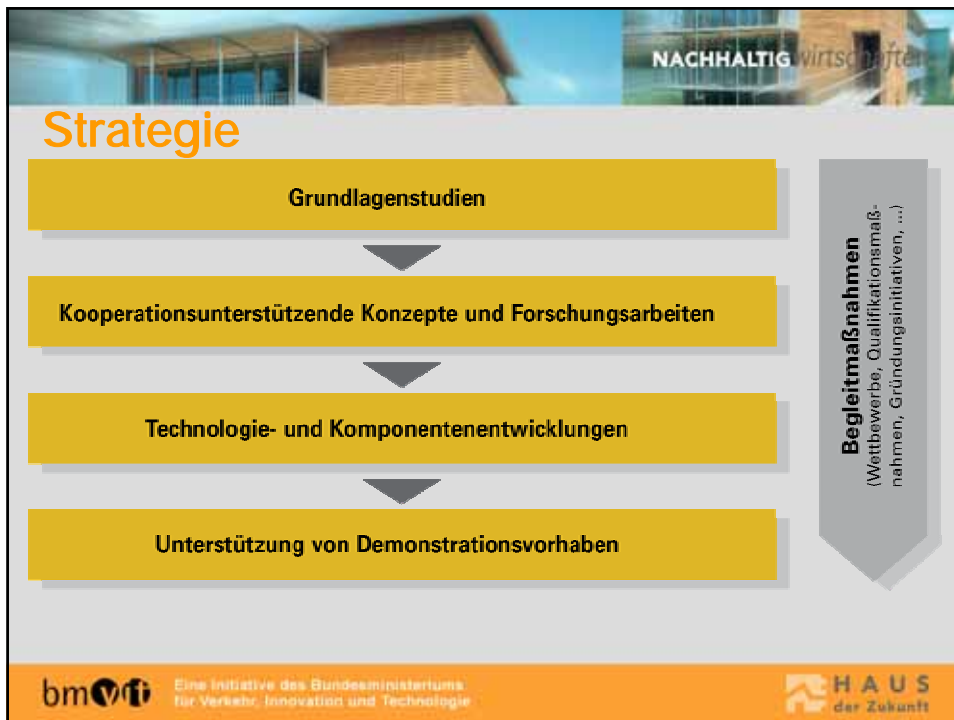 NACHHALTIG wirtschaften
Strategie
Grundlagenstudien
Kooperationsunterstützende Konzepte und Forschungsarbeiten
Technologie- und Komponentenentwicklungen
Unterstützung von Demonstrationsvorhaben
Begleitmaßnahmen
(Wettbewerbe, Qualifikationsmaß-
nahmen, Gründungsinitiativen, ...)
bmvit
Eine Initiative des Bundesministeriums
für Verkehr, Innovation und Technologie
HAUS
der Zukunft